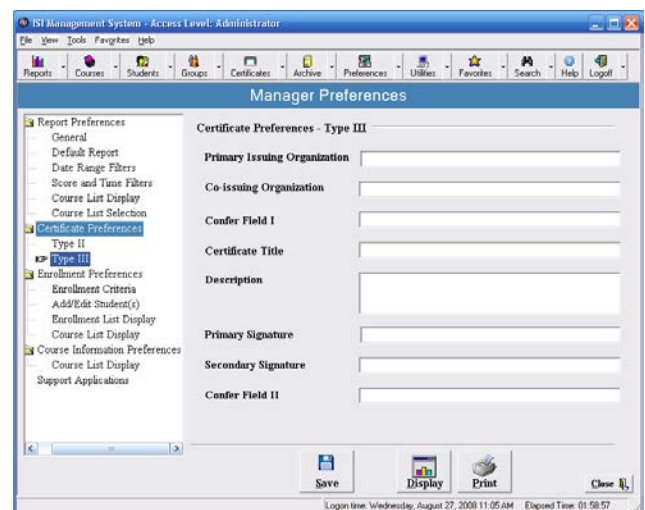 ISI Management System - Access Level: Administrator
File View Tools Favorites Help
Reports Courses Students Groups Certificates Archive Preferences Utilities Favorites Search Help Logoff
Manager Preferences
Report Preferences
General
Default Report
Date Range Filters
Score and Time Filters
Course List Display
Course List Selection
Certificate Preferences
Type II
Type III
Enrollment Preferences
Enrollment Criteria
Add/Edit Student(s)
Enrollment List Display
Course List Display
Course Information Preferences
Course List Display
Support Applications
Certificate Preferences - Type III
Primary Issuing Organization
Co-issuing Organization
Confer Field I
Certificate Title
Description
Primary Signature
Secondary Signature
Confer Field II
Save Display Print Close
Logon time: Wednesday, August 27, 2008 11:05 AM Elapsed Time: 01:58:57